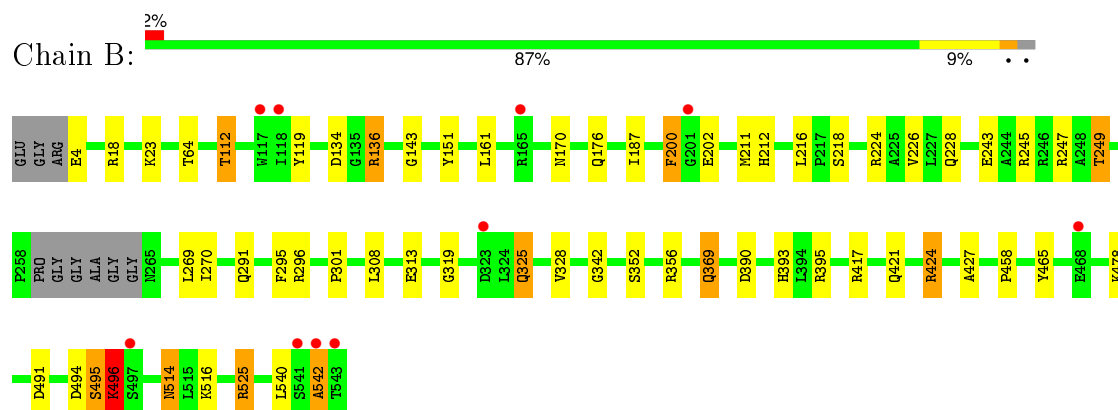 2%
Chain B:
87%
9%
GLU GLY ARG E4 R18 K23 T64 T112 W117 I118 Y119 D134 G135 R136 G143 Y151 L161 R165 N170 Q176 I187 F200 G201 E202 M211 H212 L216 P217 S218 R224 A225 V226 L227 Q228 E243 A244 R245 R246 R247 A248 T249
P258 PRO GLY GLY ALA GLY GLY N265 L269 I270 Q291 F295 R296 P301 L308 E313 G319 D323 L324 Q325 V328 G342 S352 R356 Q369 D390 H393 L394 R395 R417 Q421 R424 A427 P458 Y465 E468 K478
D491 D494 S495 K496 S497 N514 L515 K516 R525 L540 S541 A542 T543